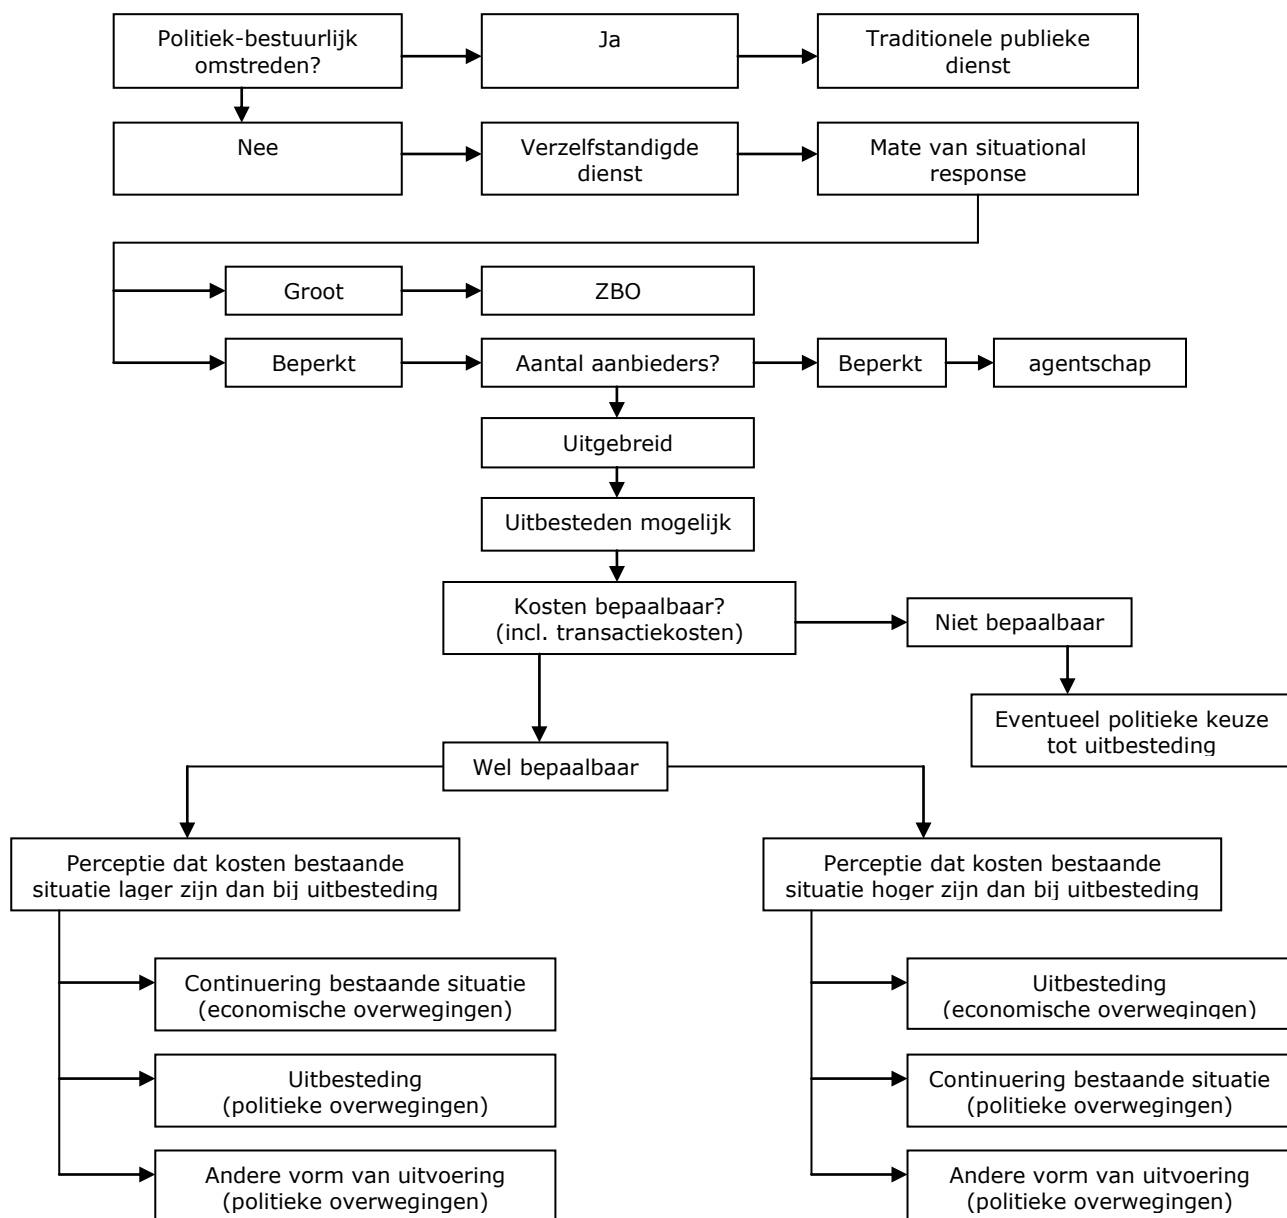 Politiek-bestuurlijk
omstreden?
Ja
Traditionele publieke
dienst
Nee
Verzelfstandigde
dienst
Mate van situational
response
Groot
ZBO
Beperkt
Aantal aanbieders?
Beperkt
agentschap
Uitgebreid
Uitbesteden mogelijk
Kosten bepaalbaar?
(incl. transactiekosten)
Niet bepaalbaar
Eventueel politieke keuze
tot uitbesteding
Wel bepaalbaar
Perceptie dat kosten bestaande
situatie lager zijn dan bij uitbesteding
Perceptie dat kosten bestaande
situatie hoger zijn dan bij uitbesteding
Continuering bestaande situatie
(economische overwegingen)
Uitbesteding
(economische overwegingen)
Uitbesteding
(politieke overwegingen)
Continuering bestaande situatie
(politieke overwegingen)
Andere vorm van uitvoering
(politieke overwegingen)
Andere vorm van uitvoering
(politieke overwegingen)